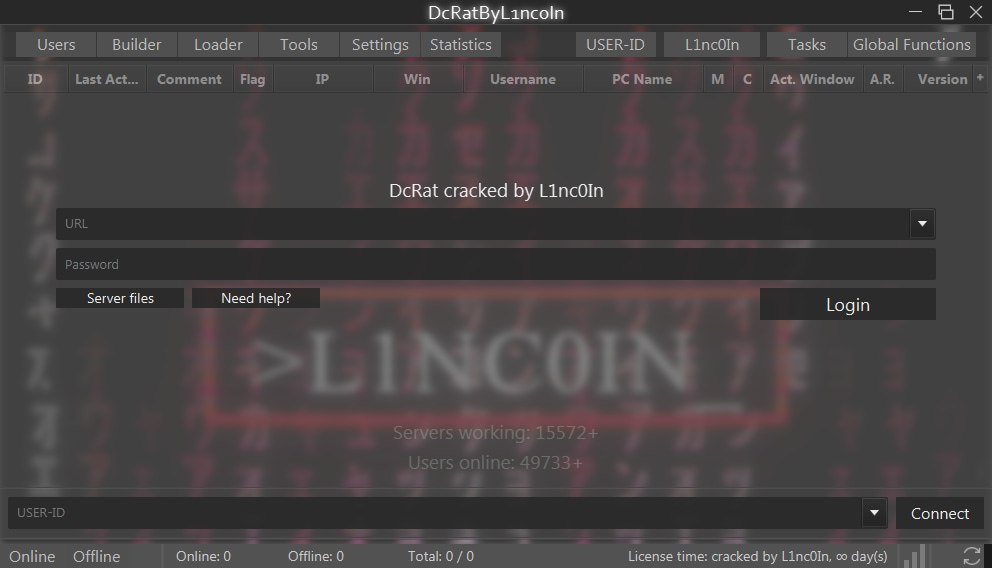 DcRatByL1ncoln
Users Builder Loader Tools Settings Statistics USER-ID L1nc0In Tasks Global Functions
ID Last Act... Comment Flag IP Win Username PC Name M C Act. Window A.R. Version +
DcRat cracked by L1nc0In
URL
Password
Server files Need help? Login
>L1NC0IN_
Servers working: 15572+
Users online: 49733+
USER-ID Connect
Online Offline Online: 0 Offline: 0 Total: 0 / 0 License time: cracked by L1nc0In, ∞ day(s)